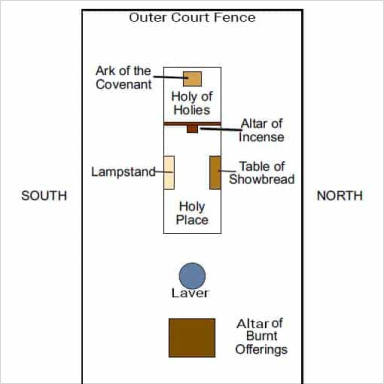 Outer Court Fence
Ark of the
Covenant
Holy of
Holies
Altar of
Incense
Lampstand
Table of
Showbread
SOUTH
NORTH
Holy
Place
Laver
Altar of
Burnt
Offerings